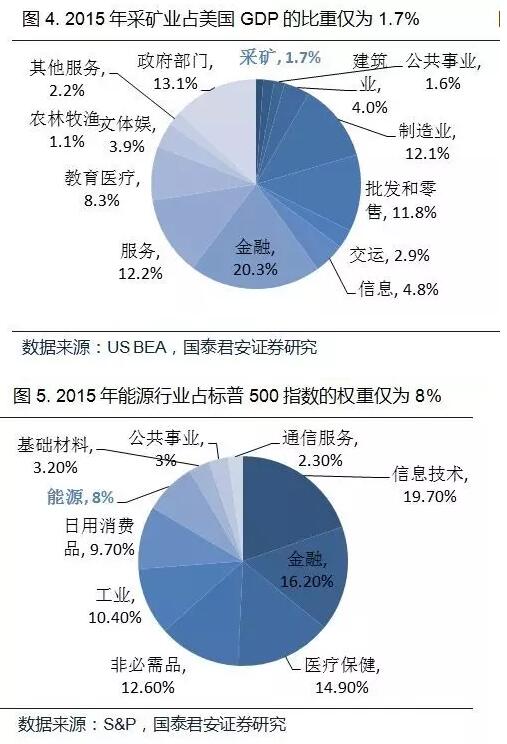 图 4. 2015 年采矿业占美国 GDP 的比重仅为 1.7%
政府部门,
13.1%
采矿, 1.7%
建筑
业,
4.0%
公共事业,
1.6%
其他服务,
2.2%
农林牧渔,
1.1%
文体娱,
3.9%
制造业,
12.1%
教育医疗,
8.3%
批发和零
售, 11.8%
服务,
12.2%
金融,
20.3%
交运, 2.9%
信息, 4.8%
数据来源：US BEA，国泰君安证券研究
图 5. 2015 年能源行业占标普 500 指数的权重仅为 8%
基础材料,
3.20%
公共事业,
3%
通信服务,
2.30%
信息技术,
19.70%
能源, 8%
日用消费
品, 9.70%
金融,
16.20%
工业,
10.40%
非必需品,
12.60%
医疗保健,
14.90%
数据来源：S&P，国泰君安证券研究